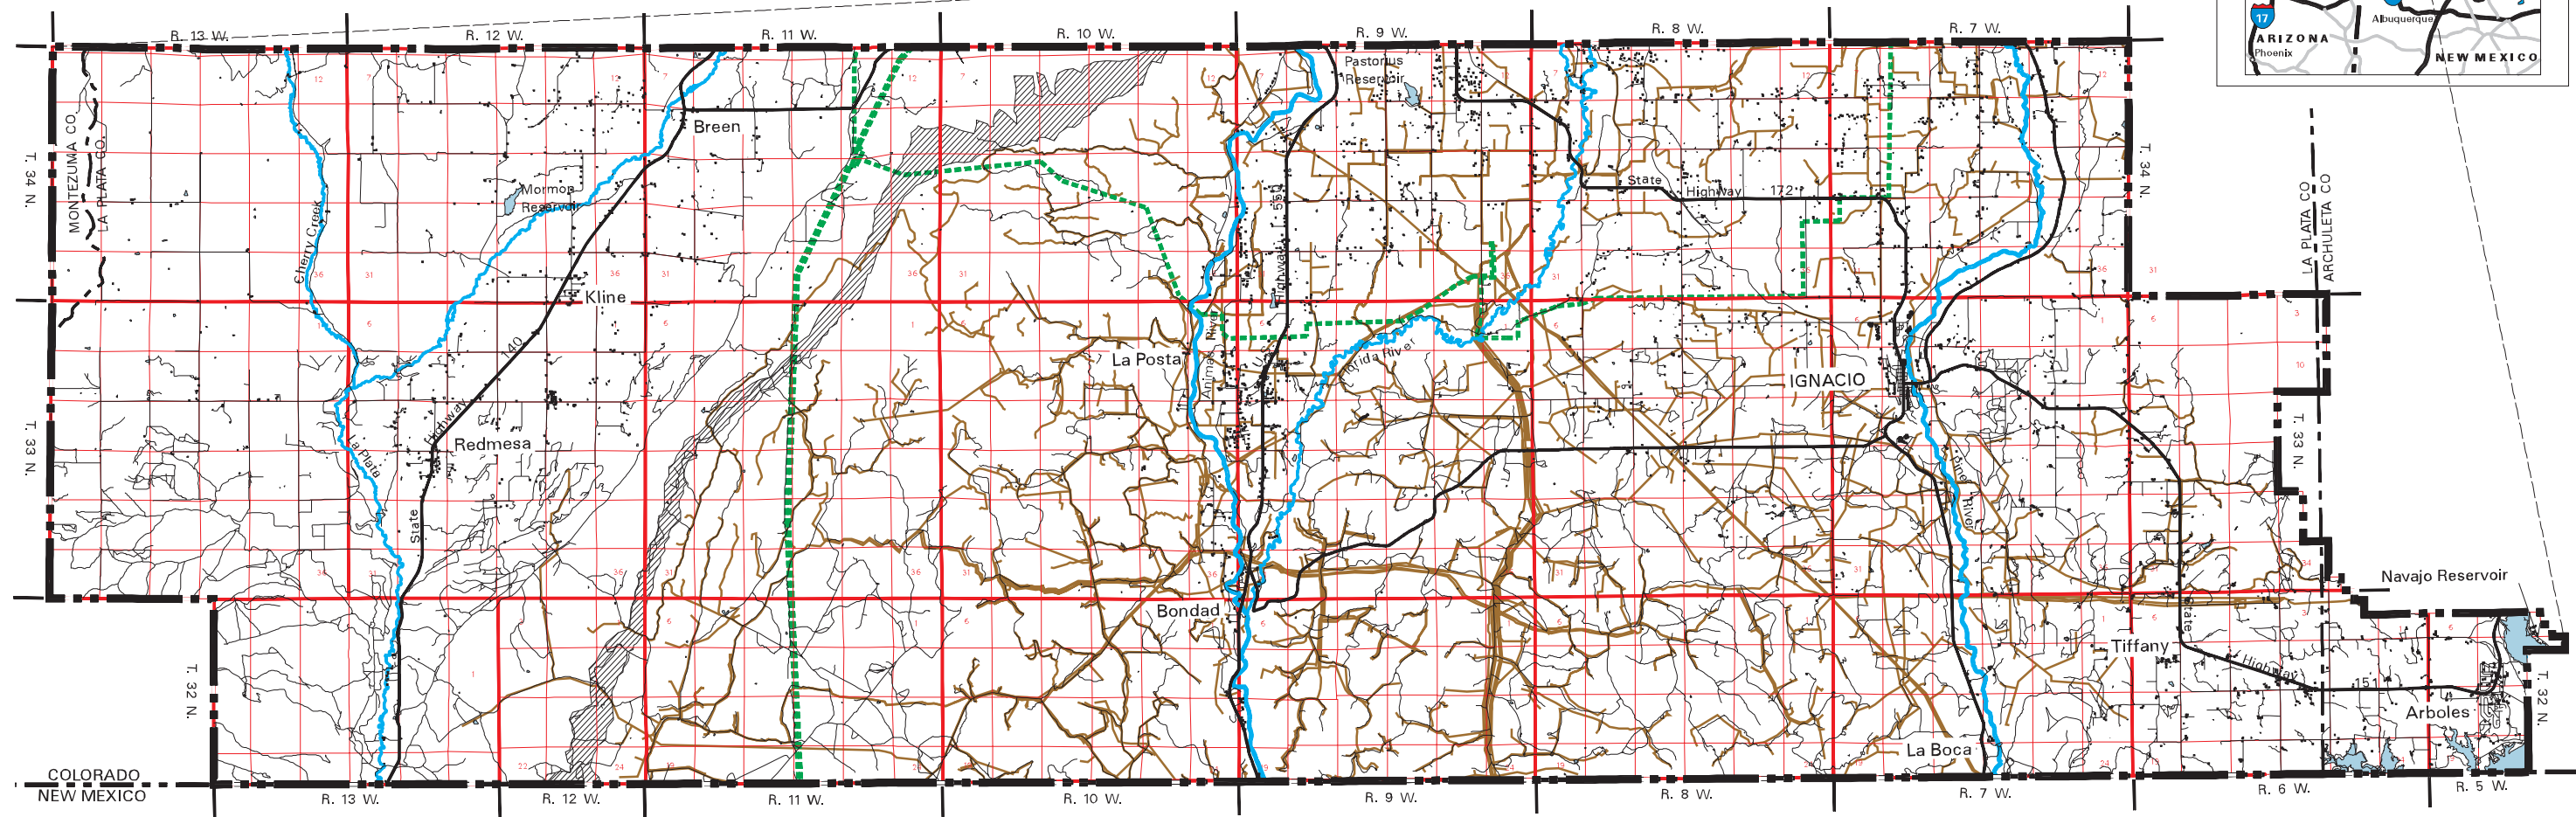 R. 13 W.
R. 12 W.
R. 11 W.
R. 10 W.
R. 9 W.
R. 8 W.
R. 7 W.
17
Albuquerque
ARIZONA
Phoenix
NEW MEXICO
Pastorius
Reservoir
Breen
MONTEZUMA CO.
LA PLATA CO.
T. 34 N.
T. 34 N.
Mormon
Reservoir
State Highway 172
Cherry Creek
550
Highway
LA PLATA CO
ARCHULETA CO
Kline
La Posta
Animas River
Florida River
IGNACIO
140
Highway
State
Redmesa
La Plata
T. 33 N.
T. 33 N.
Pine River
Navajo Reservoir
Bondad
Tiffany
State
Highway 151
T. 32 N.
T. 32 N.
Arboles
La Boca
COLORADO
NEW MEXICO
R. 13 W.
R. 12 W.
R. 11 W.
R. 10 W.
R. 9 W.
R. 8 W.
R. 7 W.
R. 6 W.
R. 5 W.